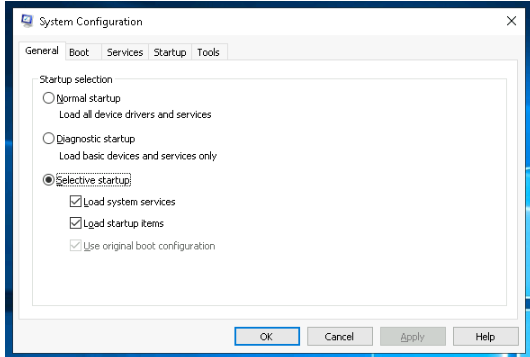 System Configuration
General Boot Services Startup Tools
Startup selection
Normal startup
Load all device drivers and services
Diagnostic startup
Load basic devices and services only
Selective startup
Load system services
Load startup items
Use original boot configuration
OK Cancel Apply Help